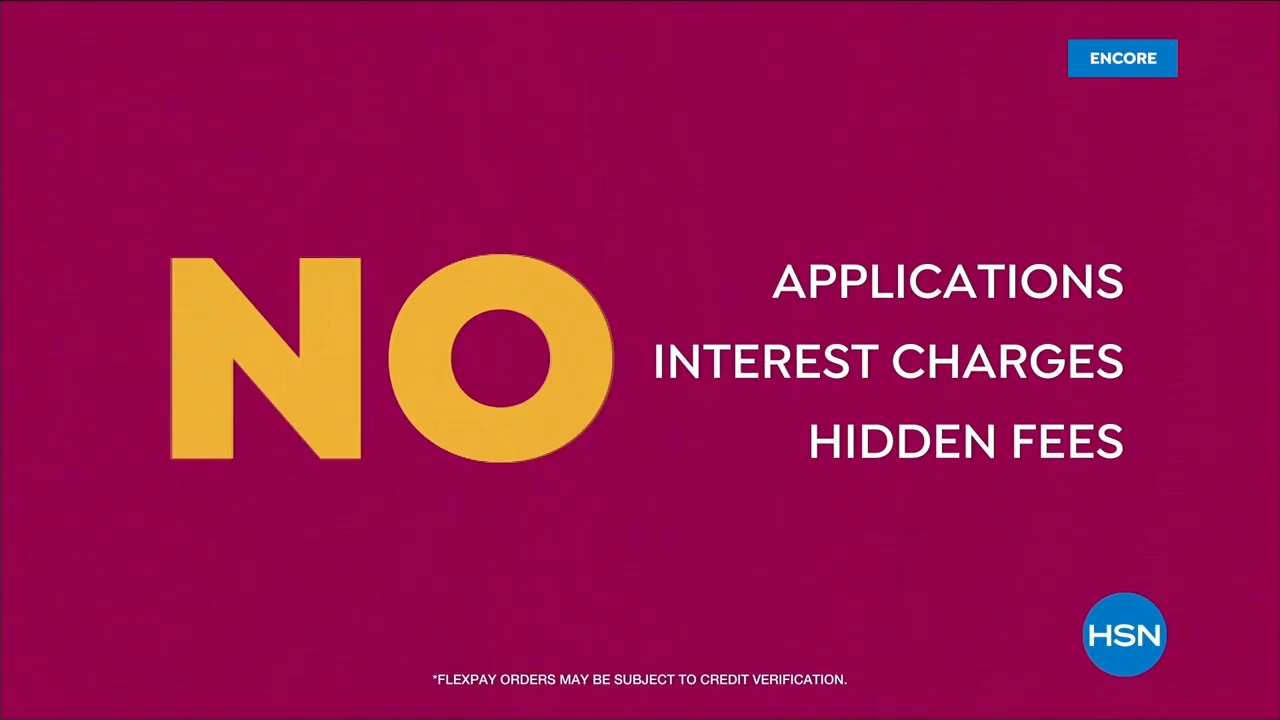 ENCORE
NO
APPLICATIONS
INTEREST CHARGES
HIDDEN FEES
HSN
*FLEXPAY ORDERS MAY BE SUBJECT TO CREDIT VERIFICATION.